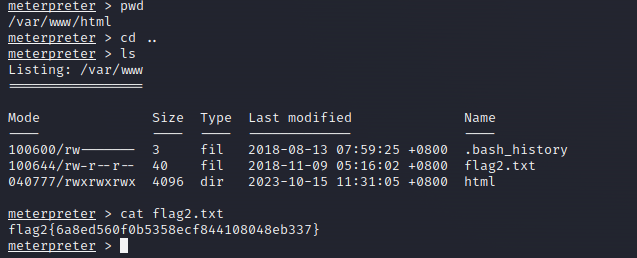 meterpreter > pwd
/var/www/html
meterpreter > cd ..
meterpreter > ls
Listing: /var/www
=================
Mode              Size  Type  Last modified              Name
----              ----  ----  -------------              ----
100600/rw-------  3     fil   2018-08-13 07:59:25 +0800  .bash_history
100644/rw-r--r--  40    fil   2018-11-09 05:16:02 +0800  flag2.txt
040777/rwxrwxrwx  4096  dir   2023-10-15 11:31:05 +0800  html
meterpreter > cat flag2.txt
flag2{6a8ed560f0b5358ecf844108048eb337}
meterpreter >